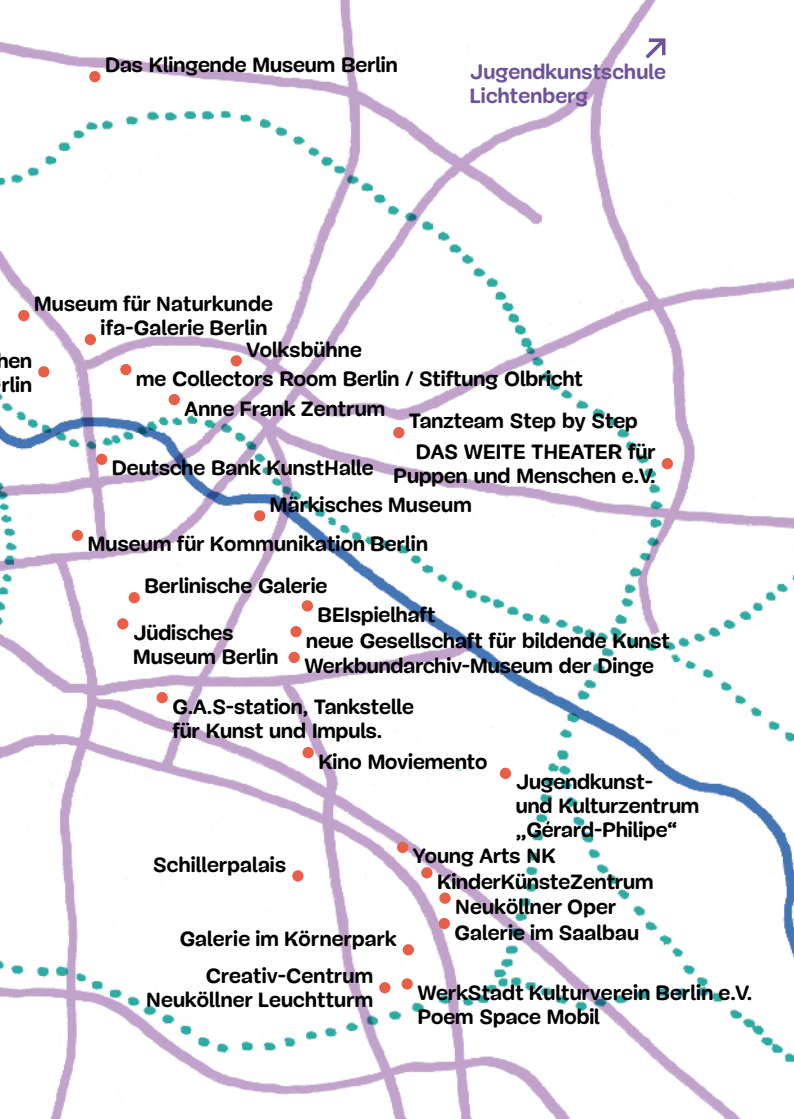 Das Klingende Museum Berlin
Jugendkunstschule
Lichtenberg
Museum für Naturkunde
ifa-Galerie Berlin
Volksbühne
hen
rlin
me Collectors Room Berlin / Stiftung Olbricht
Anne Frank Zentrum
Tanzteam Step by Step
DAS WEITE THEATER für
Puppen und Menschen e.V.
Deutsche Bank KunstHalle
Märkisches Museum
Museum für Kommunikation Berlin
Berlinische Galerie
BEIspielhaft
Jüdisches
Museum Berlin
neue Gesellschaft für bildende Kunst
Werkbundarchiv-Museum der Dinge
G.A.S-station, Tankstelle
für Kunst und Impuls.
Kino Moviemento
Jugendkunst-
und Kulturzentrum
„Gérard-Philipe“
Young Arts NK
Schillerpalais
KinderKünsteZentrum
Neuköllner Oper
Galerie im Saalbau
Galerie im Körnerpark
Creativ-Centrum
Neuköllner Leuchtturm
WerkStadt Kulturverein Berlin e.V.
Poem Space Mobil